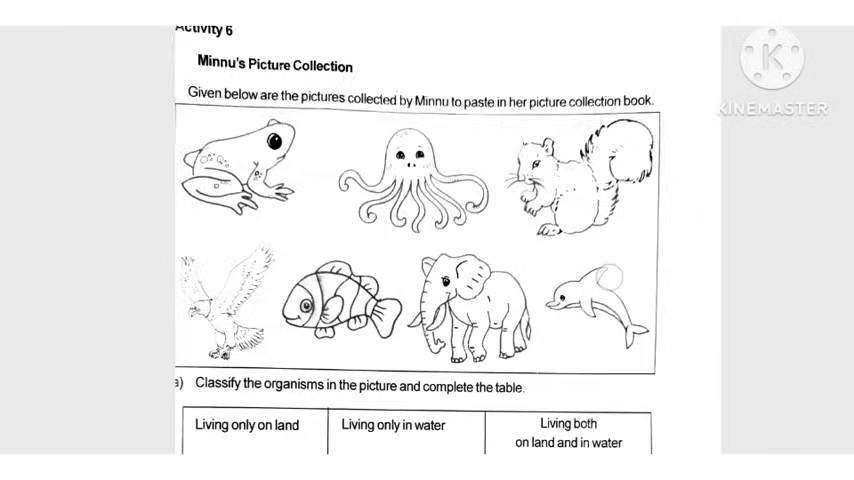 Activity 6
Minnu's Picture Collection
Given below are the pictures collected by Minnu to paste in her picture collection book.
a) Classify the organisms in the picture and complete the table.
Living only on land
Living only in water
Living both
on land and in water
K
KINEMASTER